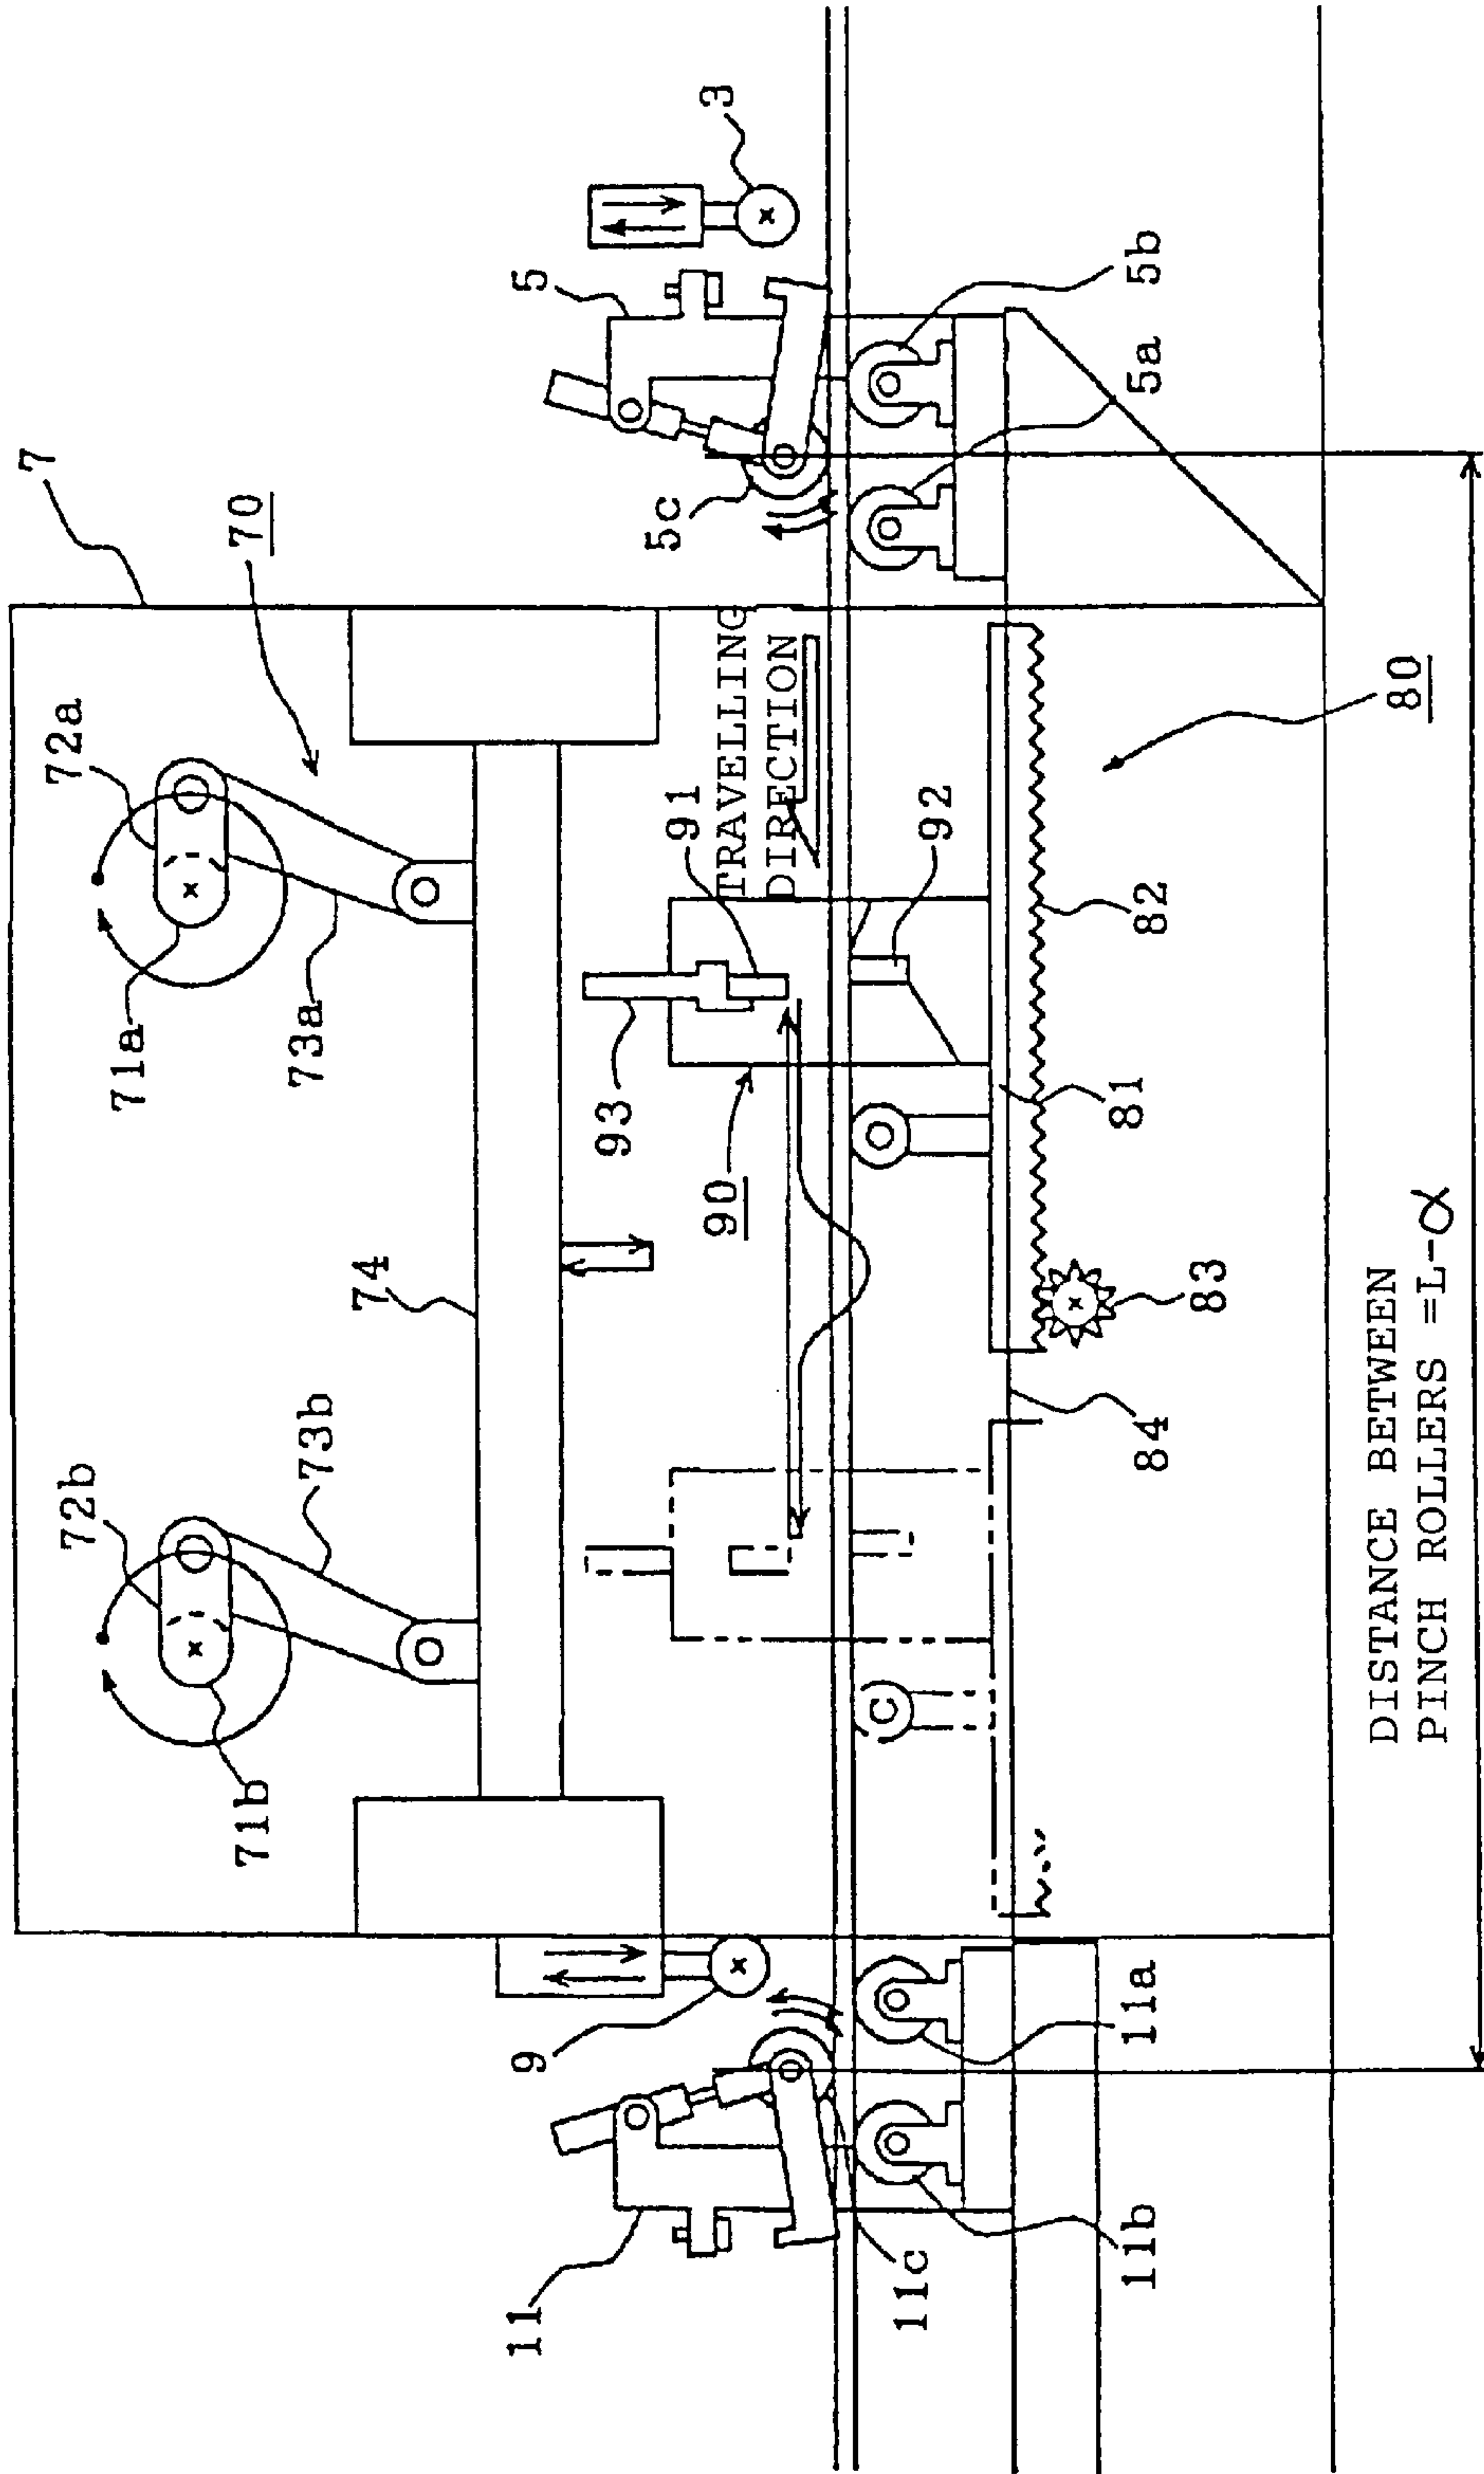 7
70
72a
71a
73a
72b
73b
71b
74
3
5
5c
5b
5a
TRAVELLING
DIRECTION
91
92
93
90
80
82
81
83
84
9
11
11c
11a
11b
DISTANCE BETWEEN
PINCH ROLLERS =L-α